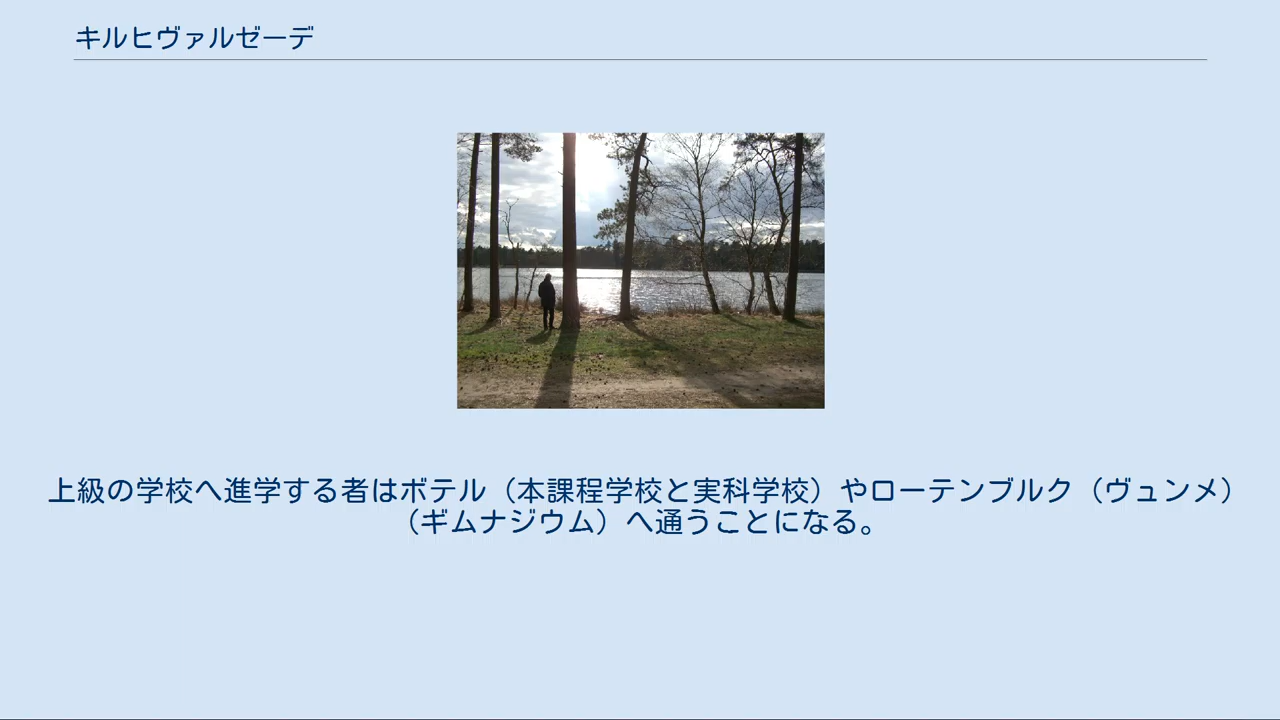 キルヒヴァルゼーデ
上級の学校へ進学する者はボテル（本課程学校と実科学校）やローテンブルク（ヴュンメ）
（ギムナジウム）へ通うことになる。